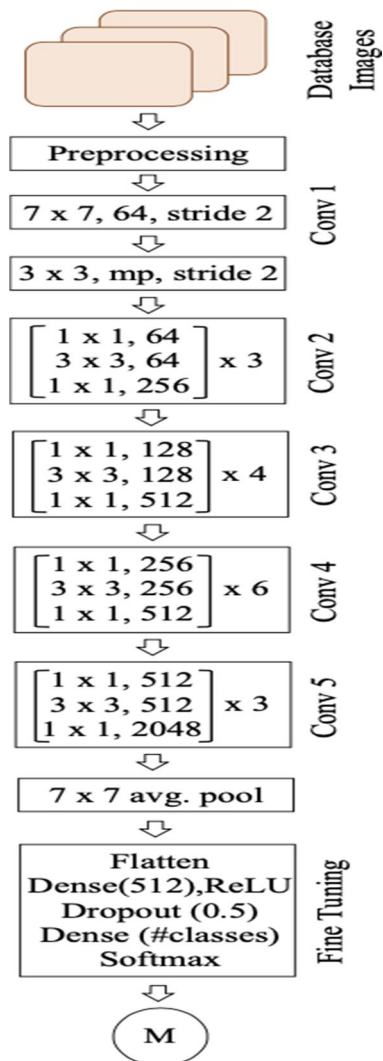 Database
Images
Preprocessing
7 x 7, 64, stride 2
Conv 1
3 x 3, mp, stride 2
1 x 1, 64
3 x 3, 64
1 x 1, 256
x 3
Conv 2
1 x 1, 128
3 x 3, 128
1 x 1, 512
x 4
Conv 3
1 x 1, 256
3 x 3, 256
1 x 1, 512
x 6
Conv 4
1 x 1, 512
3 x 3, 512
1 x 1, 2048
x 3
Conv 5
7 x 7 avg. pool
Flatten
Dense(512),ReLU
Dropout (0.5)
Dense (#classes)
Softmax
Fine Tuning
M